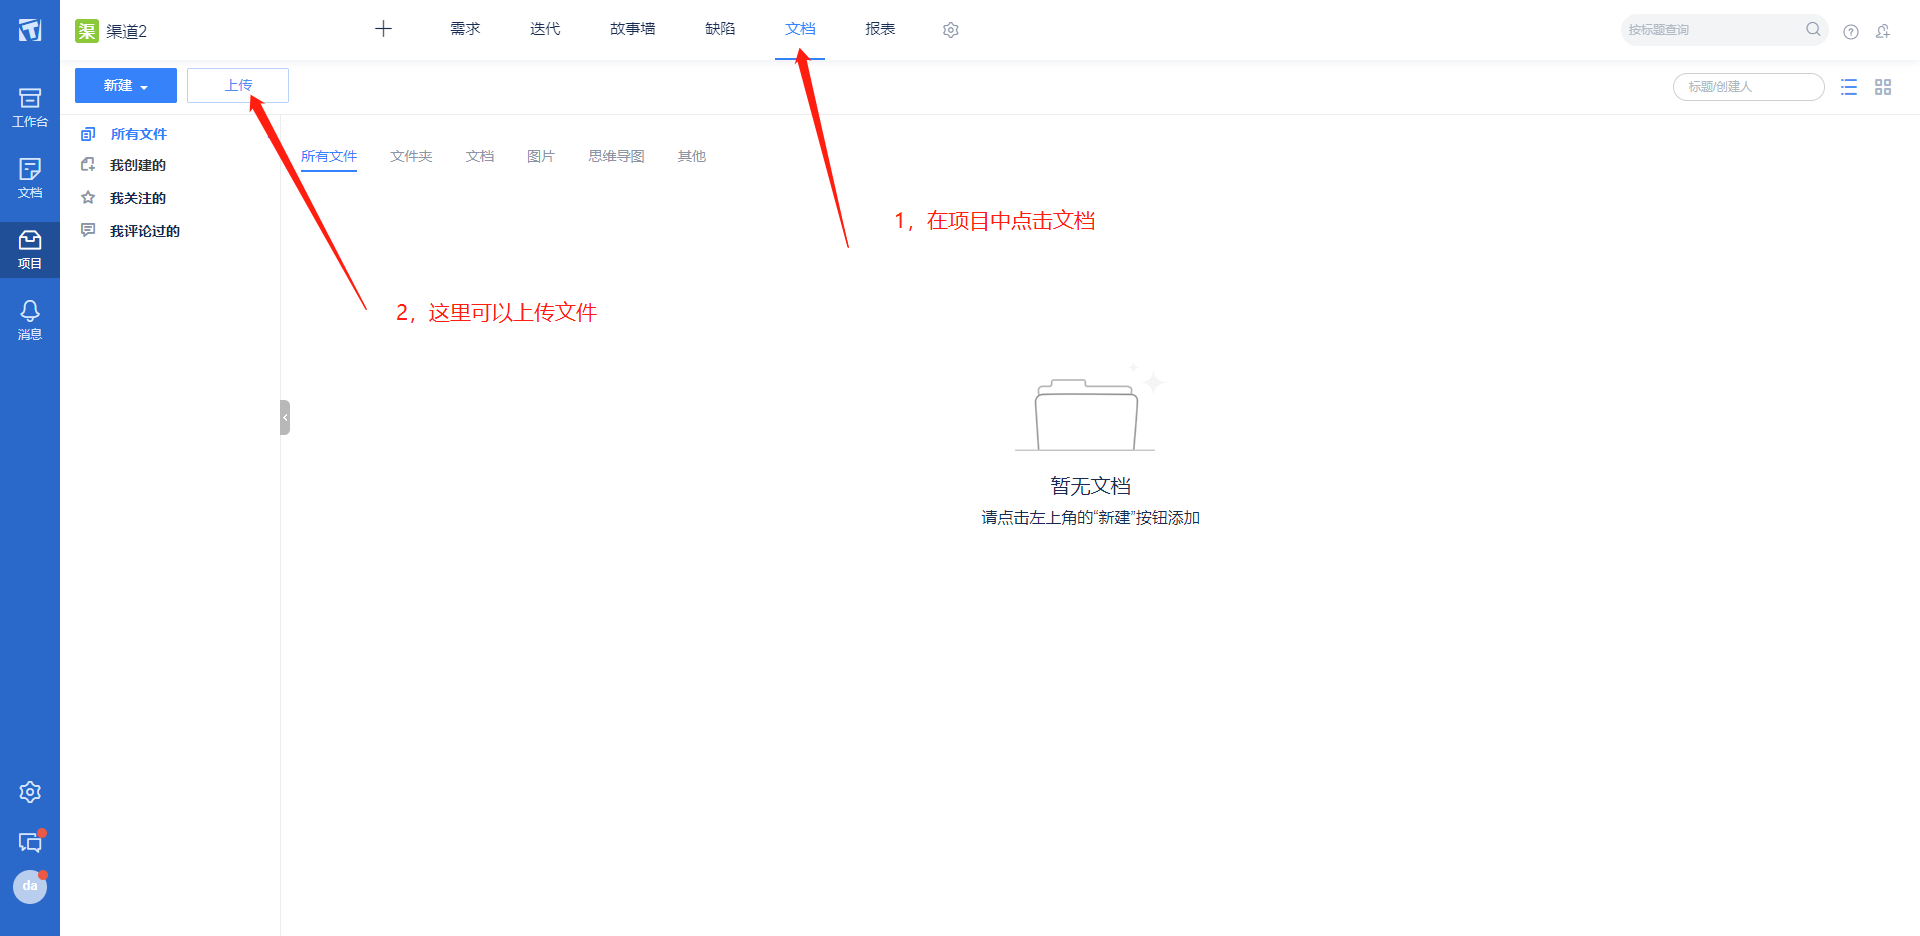 渠 渠道2
需求 迭代 故事墙 缺陷 文档 报表
按标题查询
新建 上传
标题/创建人
工作台
文档
项目
消息
da
所有文件
我创建的
我关注的
我评论过的
所有文件 文件夹 文档 图片 思维导图 其他
1，在项目中点击文档
2，这里可以上传文件
暂无文档
请点击左上角的“新建”按钮添加